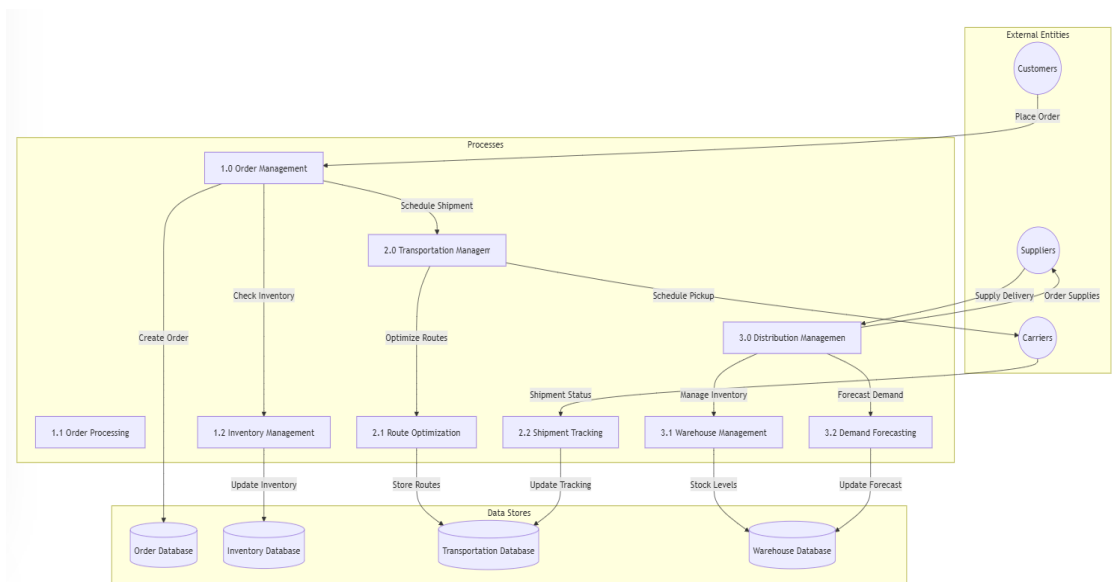 External Entities
Customers
Place Order
Processes
1.0 Order Management
Schedule Shipment
2.0 Transportation Managem
Suppliers
Check Inventory
Schedule Pickup
Supply Delivery
Order Supplies
Create Order
Optimize Routes
3.0 Distribution Managemen
Carriers
Shipment Status
Manage Inventory
Forecast Demand
1.1 Order Processing
1.2 Inventory Management
2.1 Route Optimization
2.2 Shipment Tracking
3.1 Warehouse Management
3.2 Demand Forecasting
Update Inventory
Store Routes
Update Tracking
Stock Levels
Update Forecast
Data Stores
Order Database
Inventory Database
Transportation Database
Warehouse Database